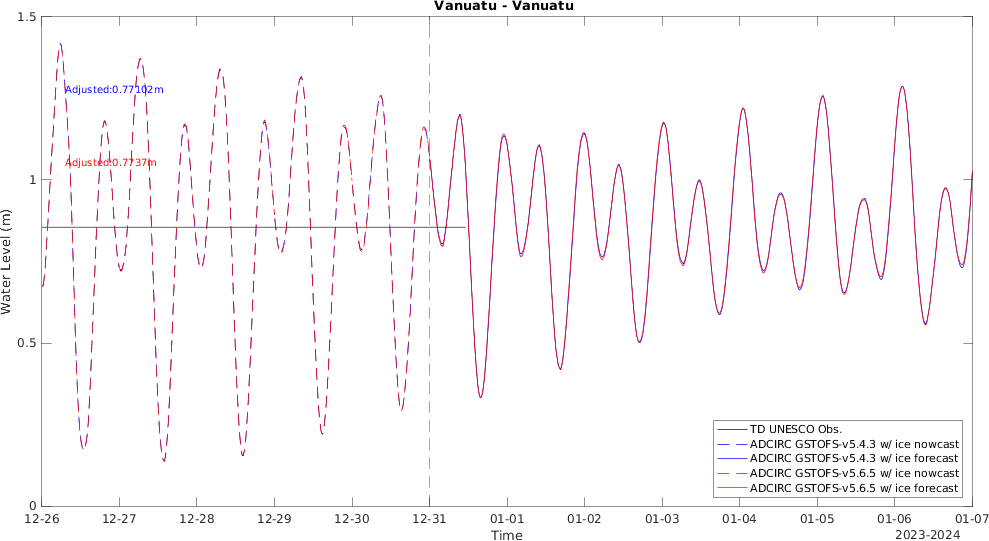 Vanuatu - Vanuatu
1.5
Adjusted:0.77102m
Adjusted:0.7737m
1
Water Level (m)
0.5
TD UNESCO Obs.
ADCIRC GSTOFS-v5.4.3 w/ ice nowcast
ADCIRC GSTOFS-v5.4.3 w/ ice forecast
ADCIRC GSTOFS-v5.6.5 w/ ice nowcast
ADCIRC GSTOFS-v5.6.5 w/ ice forecast
0
12-26 12-27 12-28 12-29 12-30 12-31 01-01 01-02 01-03 01-04 01-05 01-06 01-07
Time
2023-2024